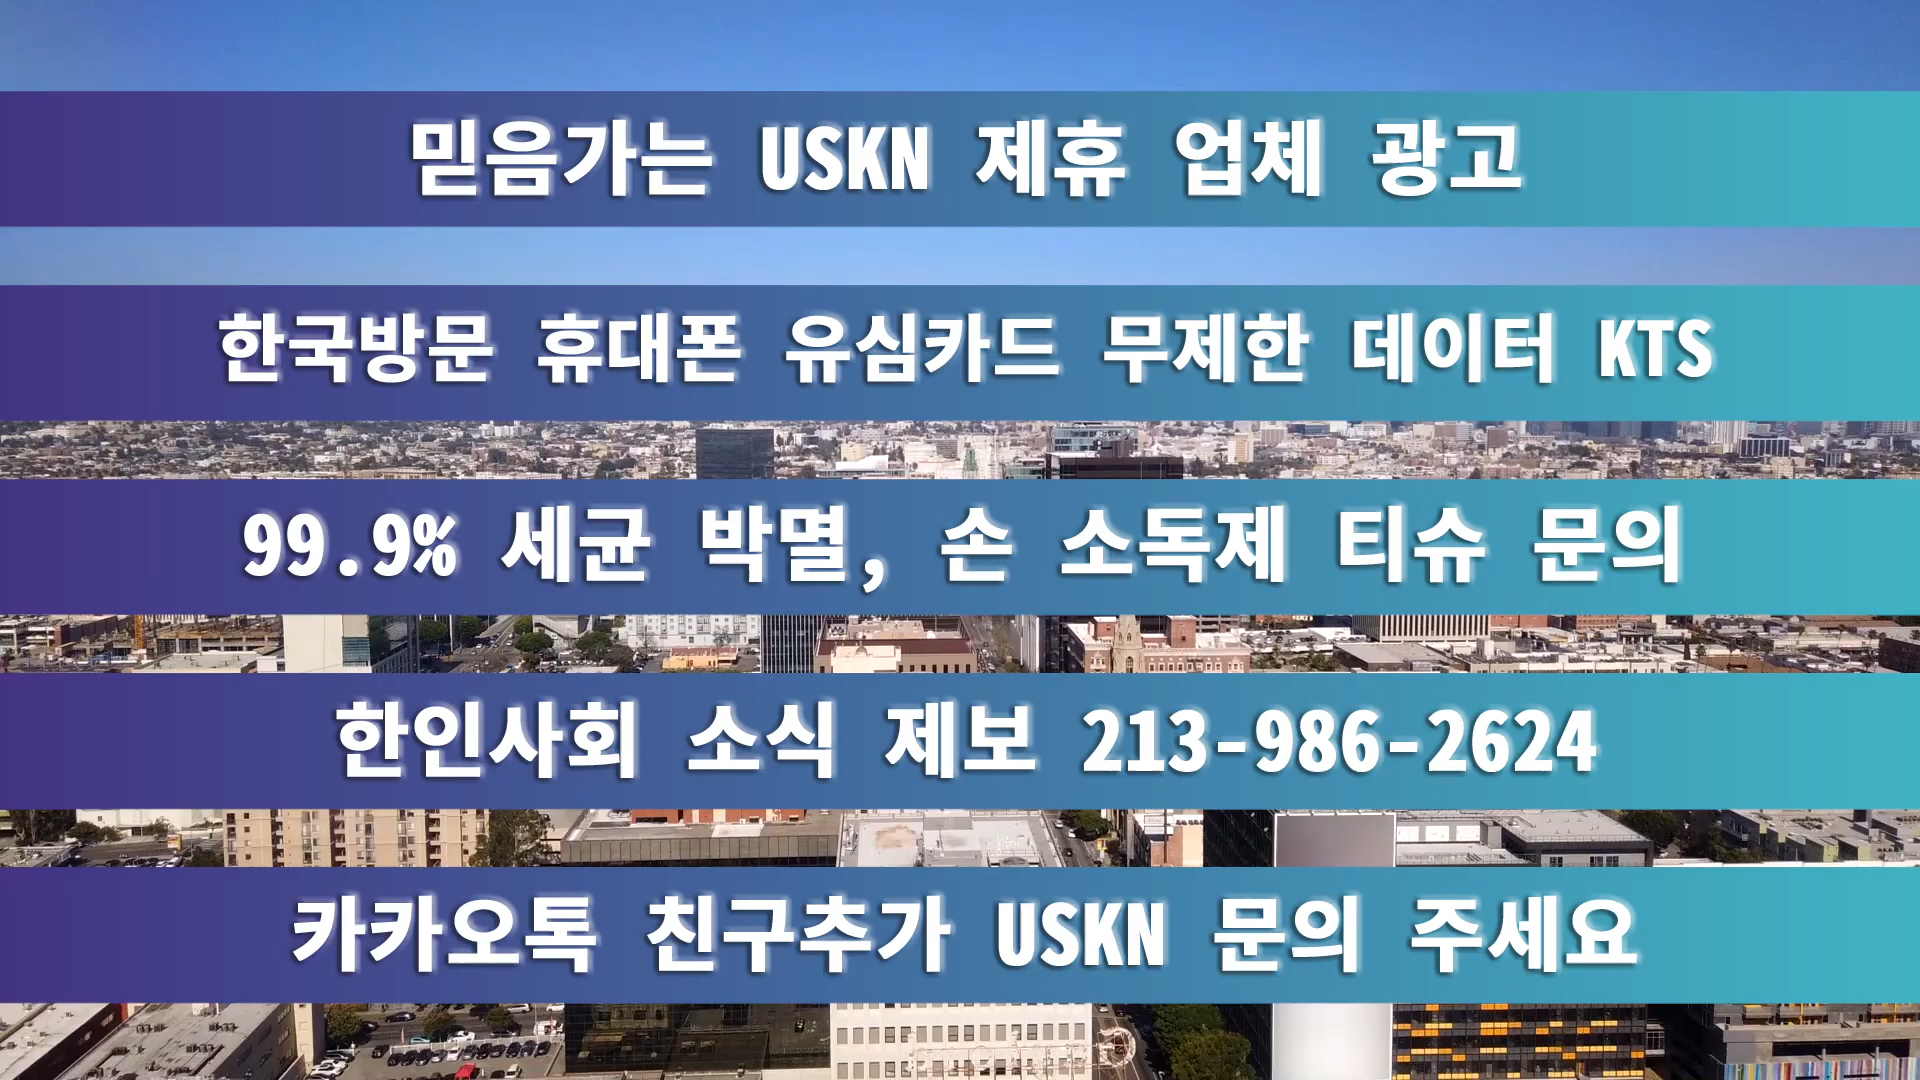 믿음가는 USKN 제휴 업체 광고
한국방문 휴대폰 유심카드 무제한 데이터 KTS
99.9% 세균 박멸, 손 소독제 티슈 문의
한인사회 소식 제보 213-986-2624
카카오톡 친구추가 USKN 문의 주세요